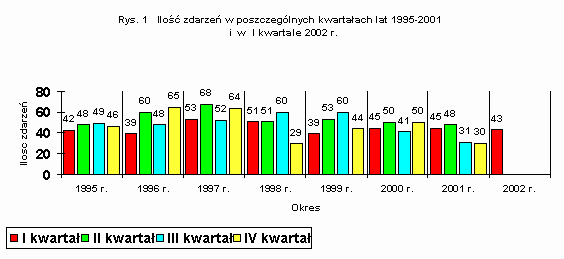 Rys. 1 Ilość zdarzeń w poszczególnych kwartałach lat 1995-2001
i w I kwartale 2002 r.
Ilosc zdarzeń
80
60
40
20
0
42 48 49 46 39 60 48 65 53 68 52 64 51 51 60 29 39 53 60 44 45 50 41 50 45 48 31 30 43
1995 r. 1996 r. 1997 r. 1998 r. 1999 r. 2000 r. 2001 r. 2002 r.
Okres
I kwartał II kwartał III kwartał IV kwartał